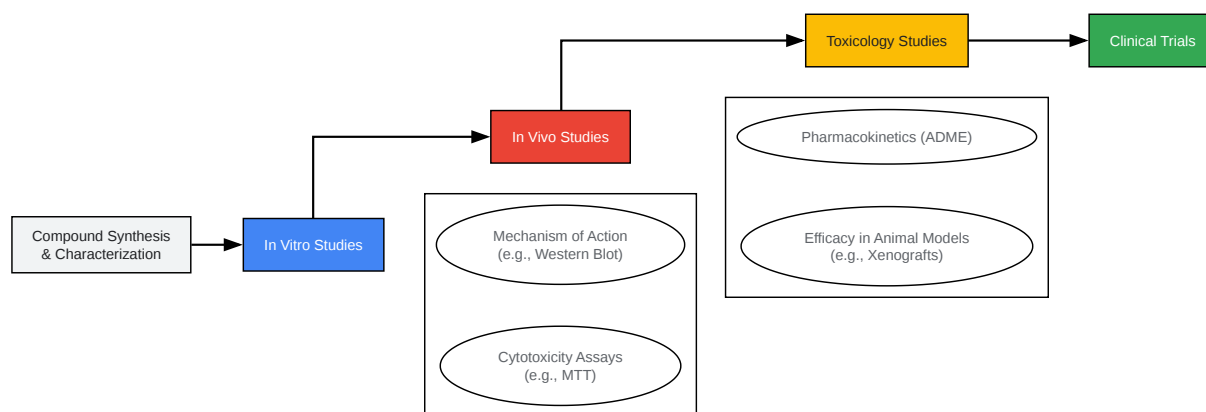 Toxicology Studies
Clinical Trials
In Vivo Studies
Pharmacokinetics (ADME)
Compound Synthesis
& Characterization
In Vitro Studies
Mechanism of Action
(e.g., Western Blot)
Efficacy in Animal Models
(e.g., Xenografts)
Cytotoxicity Assays
(e.g., MTT)